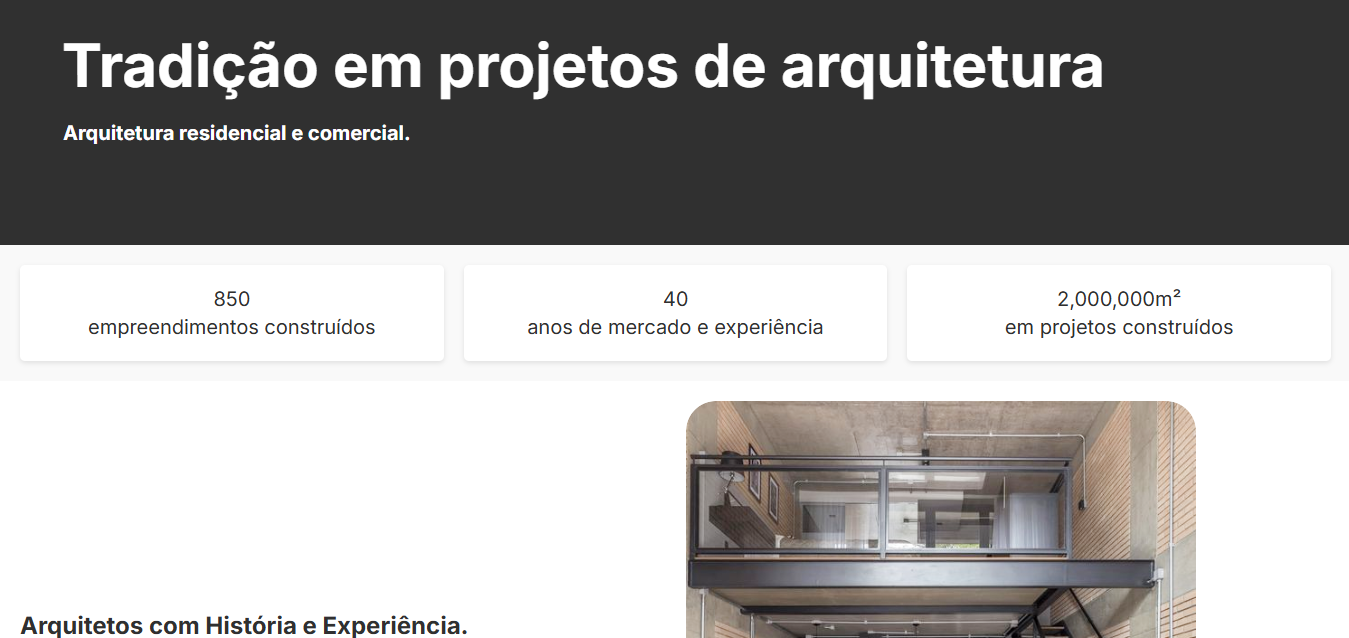 Tradição em projetos de arquitetura
Arquitetura residencial e comercial.
850
empreendimentos construídos
40
anos de mercado e experiência
2,000,000m²
em projetos construídos
Arquitetos com História e Experiência.